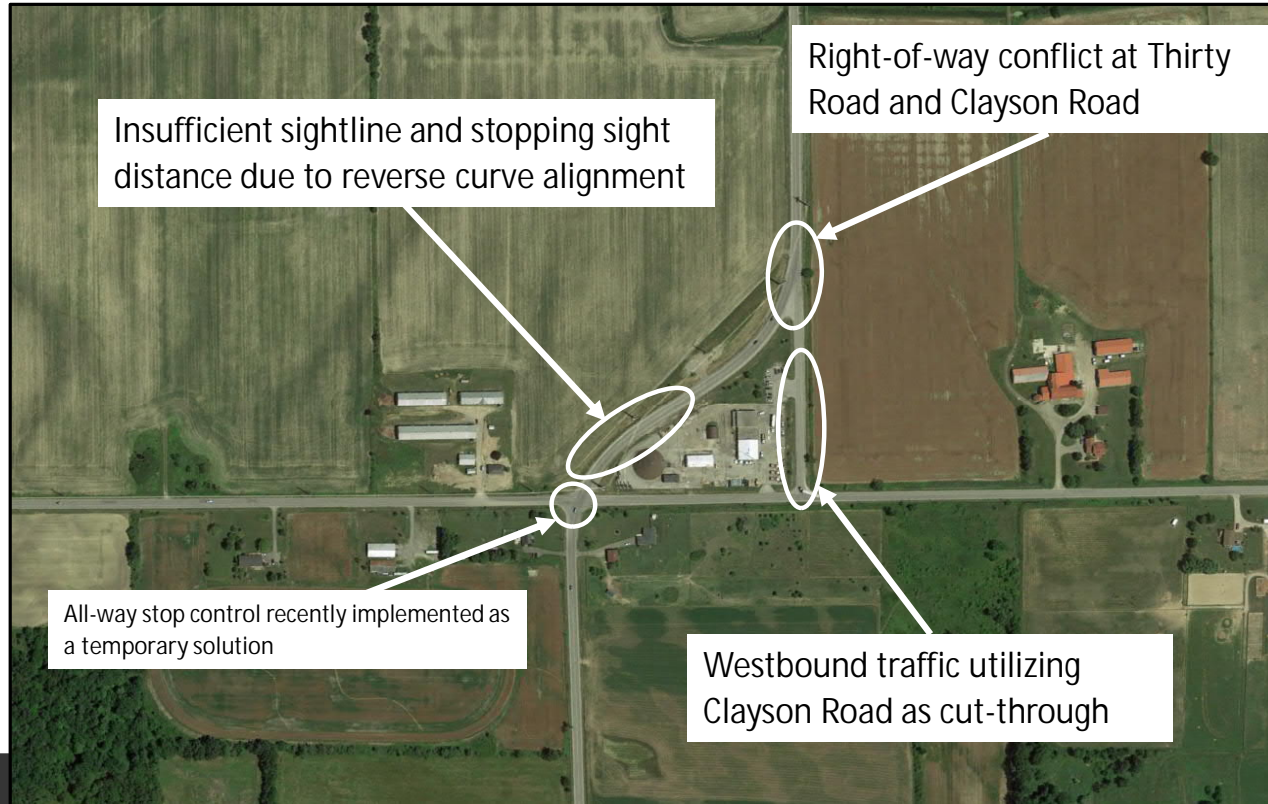 Right-of-way conflict at Thirty
Road and Clayson Road
Insufficient sightline and stopping sight
distance due to reverse curve alignment
All-way stop control recently implemented as
a temporary solution
Westbound traffic utilizing
Clayson Road as cut-through